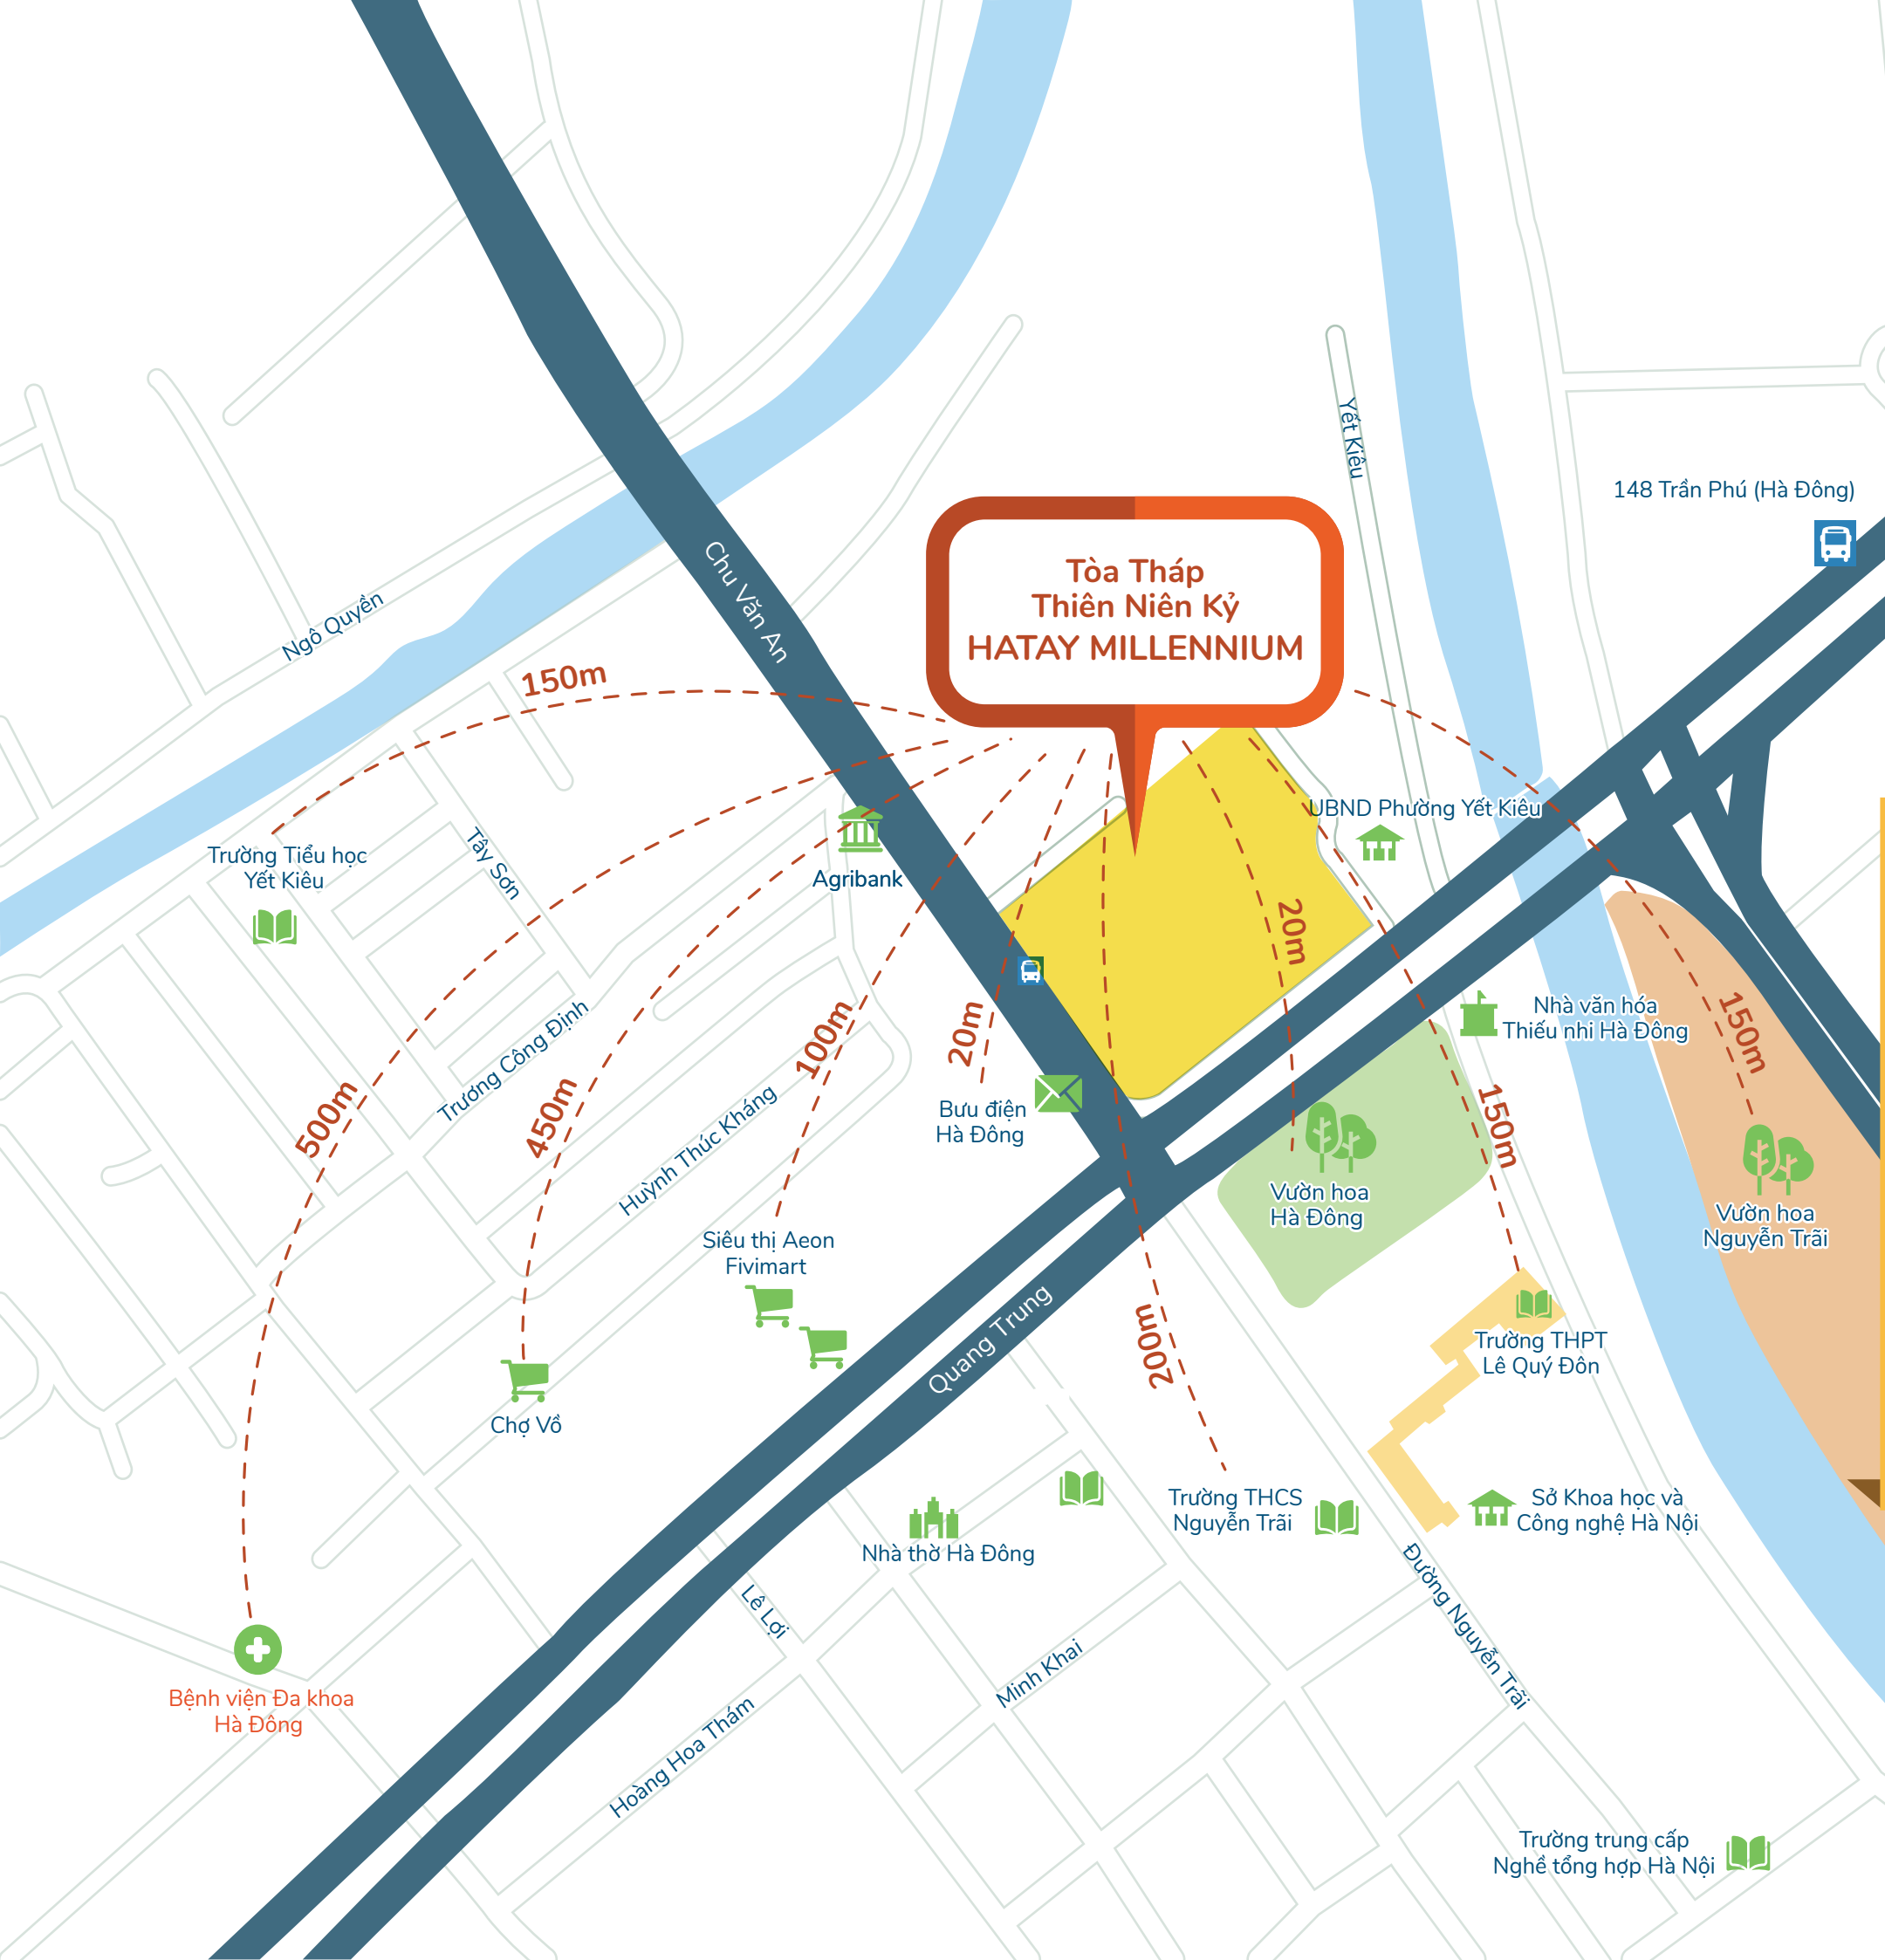 Yết Kiêu
148 Trần Phú (Hà Đông)
Chu Văn An
Tòa Tháp
Thiên Niên Kỷ
HATAY MILLENNIUM
Ngô Quyền
150m
UBND Phường Yết Kiêu
Trường Tiểu học
Yết Kiêu
Tây Sơn
Agribank
20m
Nhà văn hóa
Thiếu nhi Hà Đông
150m
Trương Công Định
100m
20m
500m
450m
Bưu điện
Hà Đông
150m
Huỳnh Thúc Kháng
Vườn hoa
Hà Đông
Vườn hoa
Nguyễn Trãi
Siêu thị Aeon
Fivimart
Quang Trung
200m
Trường THPT
Lê Quý Đôn
Chợ Vồ
Trường THCS
Nguyễn Trãi
Sở Khoa học và
Công nghệ Hà Nội
Nhà thờ Hà Đông
Lê Lợi
Đường Nguyễn Trãi
Minh Khai
Bệnh viện Đa khoa
Hà Đông
Hoàng Hoa Thám
Trường trung cấp
Nghề tổng hợp Hà Nội